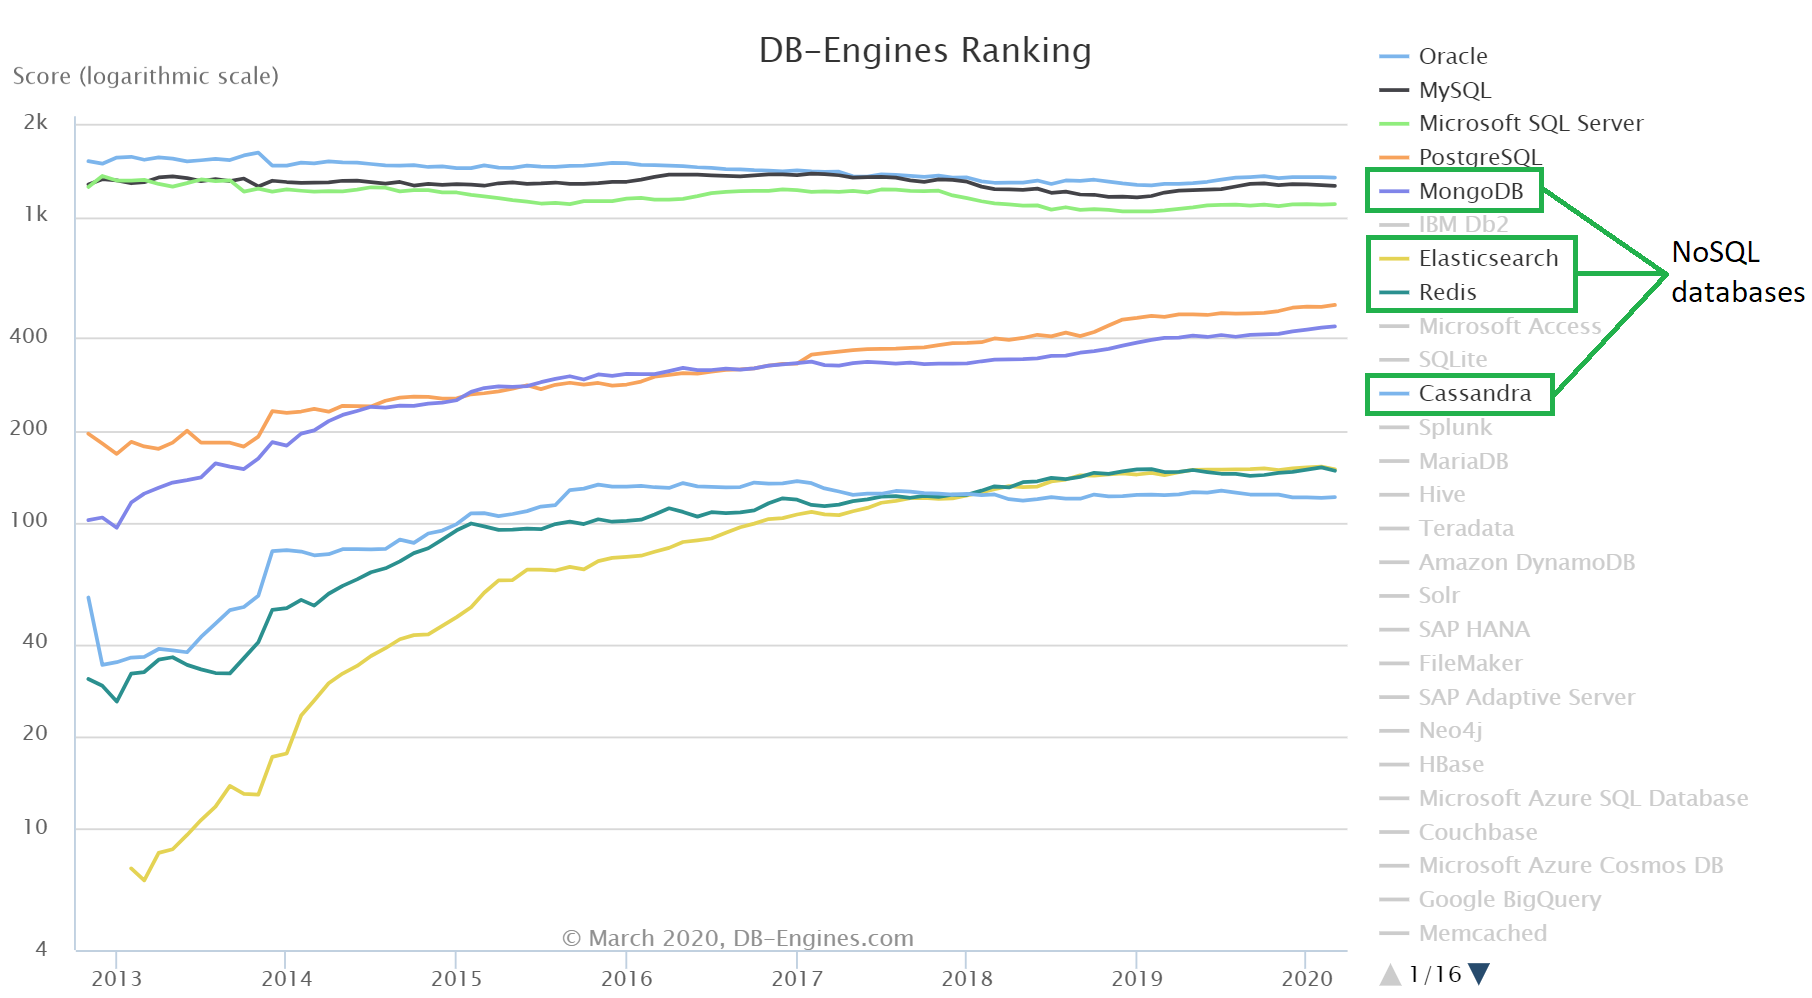 DB-Engines Ranking
Score (logarithmic scale)
2k
1k
400
200
100
40
20
10
4
2013
2014
2015
2016
2017
2018
2019
2020
© March 2020, DB-Engines.com
Oracle
MySQL
Microsoft SQL Server
PostgreSQL
MongoDB
IBM Db2
Elasticsearch
Redis
Microsoft Access
SQLite
Cassandra
Splunk
MariaDB
Hive
Teradata
Amazon DynamoDB
Solr
SAP HANA
FileMaker
SAP Adaptive Server
Neo4j
HBase
Microsoft Azure SQL Database
Couchbase
Microsoft Azure Cosmos DB
Google BigQuery
Memcached
1/16
NoSQL
databases